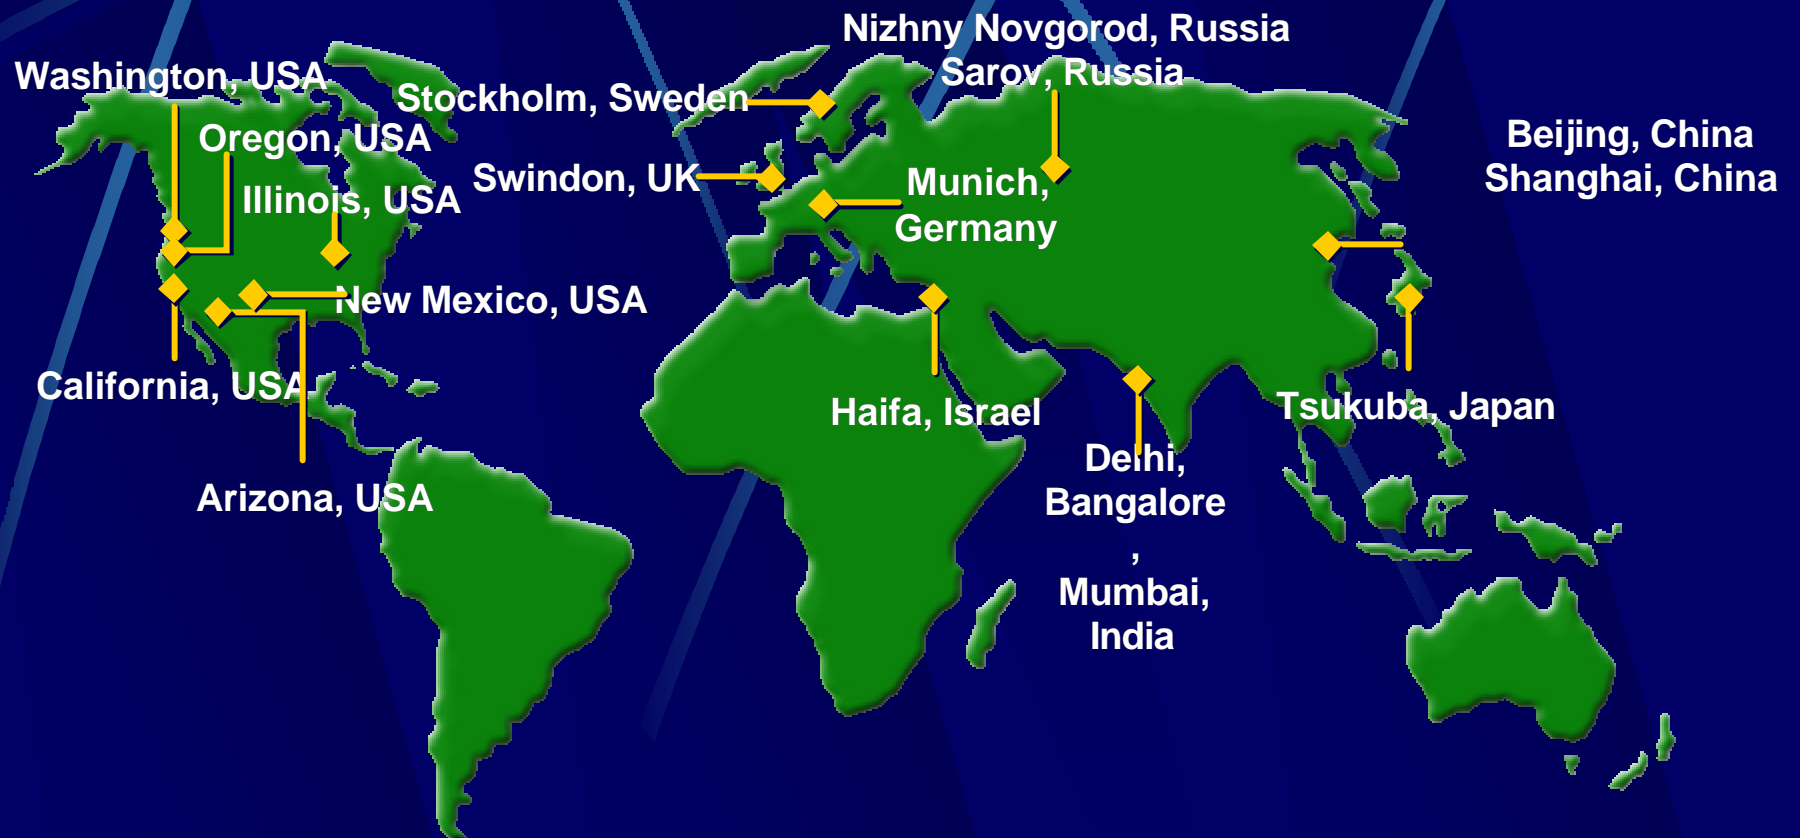 Nizhny Novgorod, Russia
Sarov, Russia
Washington, USA
Stockholm, Sweden
Oregon, USA
Beijing, China
Shanghai, China
Illinois, USA
Swindon, UK
Munich,
Germany
New Mexico, USA
California, USA
Haifa, Israel
Tsukuba, Japan
Delhi,
Bangalore
,
Mumbai,
India
Arizona, USA